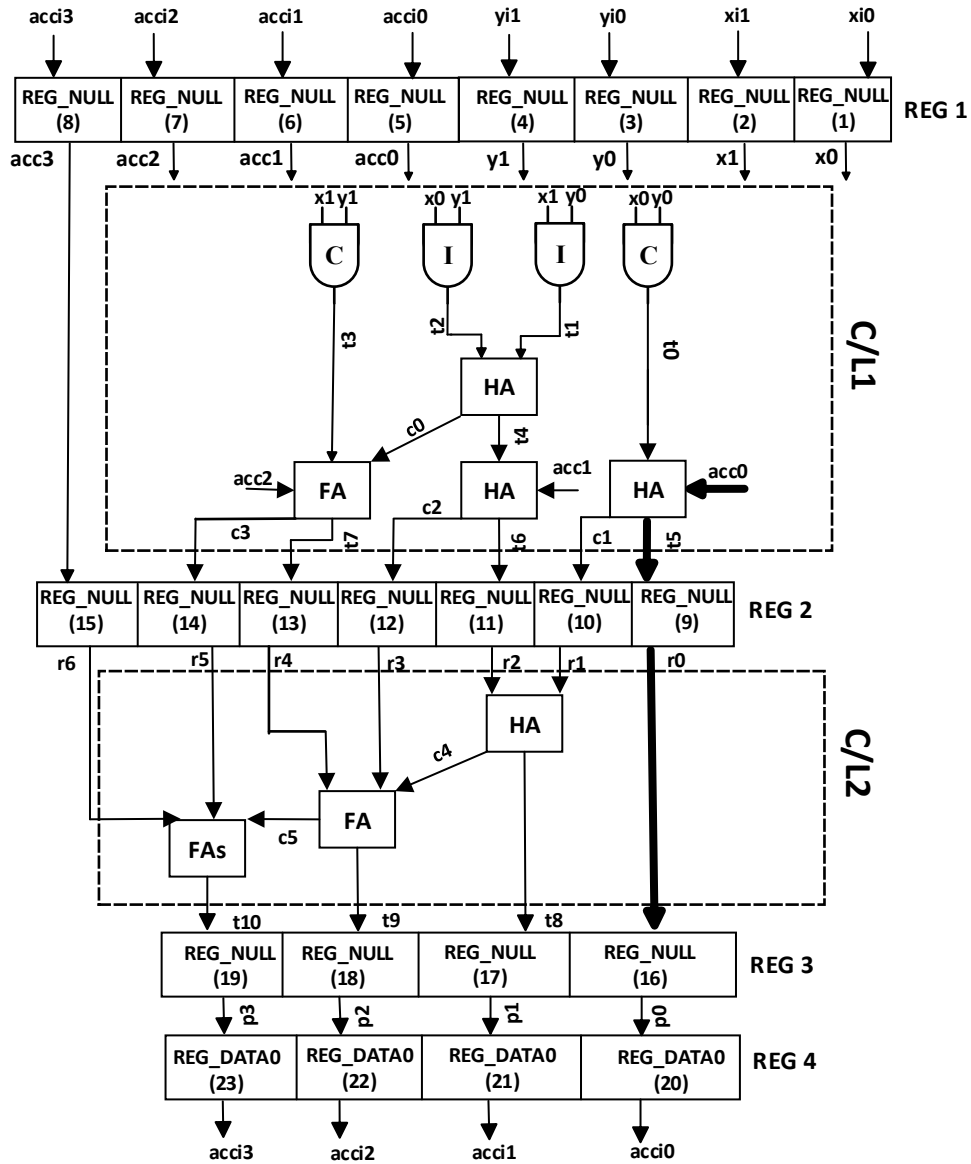 acci3 acci2 acci1 acci0 yi1 yi0 xi1 xi0
REG_NULL REG_NULL REG_NULL REG_NULL REG_NULL REG_NULL REG_NULL REG_NULL REG 1
(8) (7) (6) (5) (4) (3) (2) (1)
acc3 acc2 acc1 acc0 y1 y0 x1 x0
x1 y1 x0 y1 x1 y0 x0 y0
C I I C
t3 t2 t1 t0
C/L1
HA
c0 t4
acc2 FA HA acc1 HA acc0
c3 t7 c2 t6 c1 t5
REG_NULL REG_NULL REG_NULL REG_NULL REG_NULL REG_NULL REG_NULL REG 2
(15) (14) (13) (12) (11) (10) (9)
r6 r5 r4 r3 r2 r1 r0
HA
C/L2
c4
FA
c5
FAs
t10 t9 t8
REG_NULL REG_NULL REG_NULL REG_NULL REG 3
(19) (18) (17) (16)
p3 p2 p1 p0
REG_DATA0 REG_DATA0 REG_DATA0 REG_DATA0 REG 4
(23) (22) (21) (20)
acci3 acci2 acci1 acci0